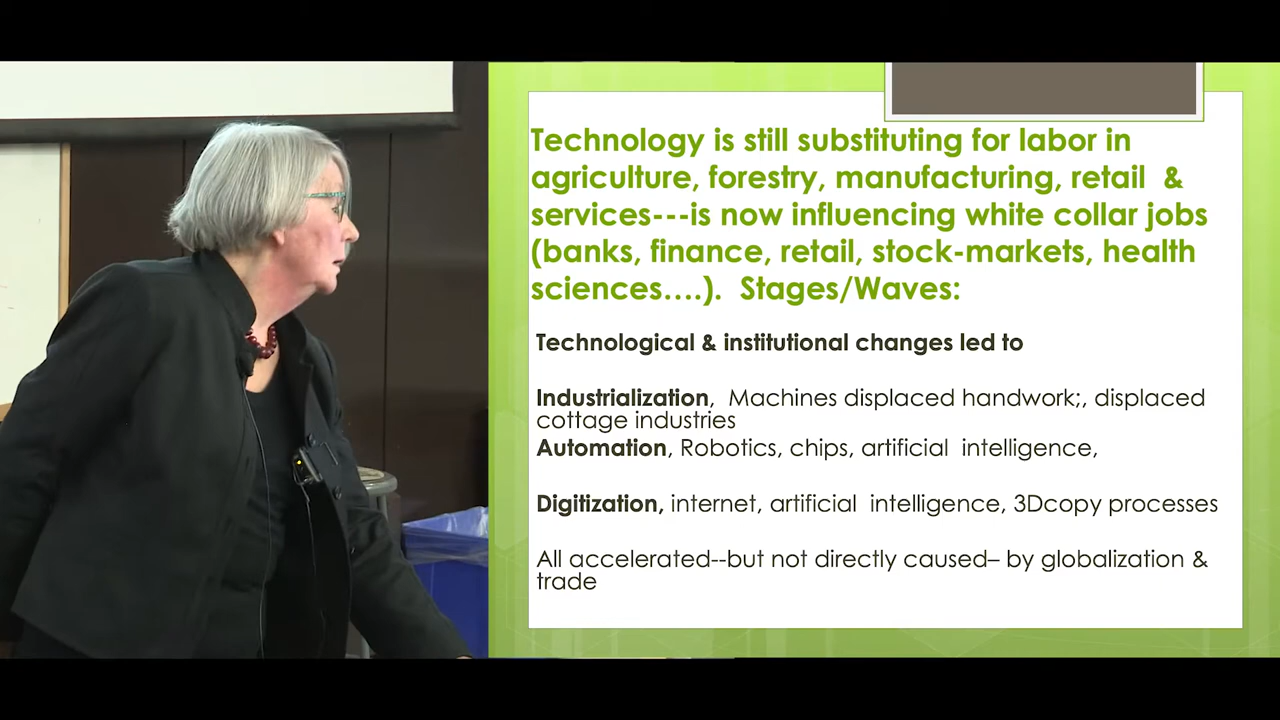 Technology is still substituting for labor in
agriculture, forestry, manufacturing, retail &
services---is now influencing white collar jobs
(banks, finance, retail, stock-markets, health
sciences….). Stages/Waves:
Technological & institutional changes led to
Industrialization, Machines displaced handwork;, displaced
cottage industries
Automation, Robotics, chips, artificial intelligence,
Digitization, internet, artificial intelligence, 3Dcopy processes
All accelerated--but not directly caused– by globalization &
trade